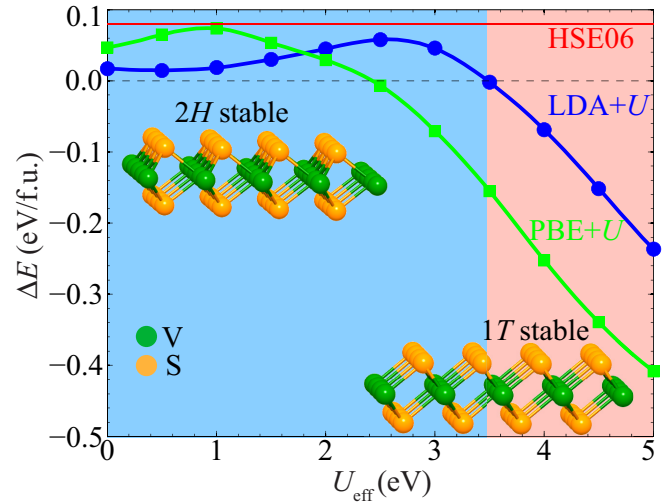 0.1
0.0
−0.1
−0.2
−0.3
−0.4
−0.5
ΔE (eV/f.u.)
HSE06
LDA+U
2H stable
PBE+U
1T stable
V
S
0 1 2 3 4 5
U_eff (eV)